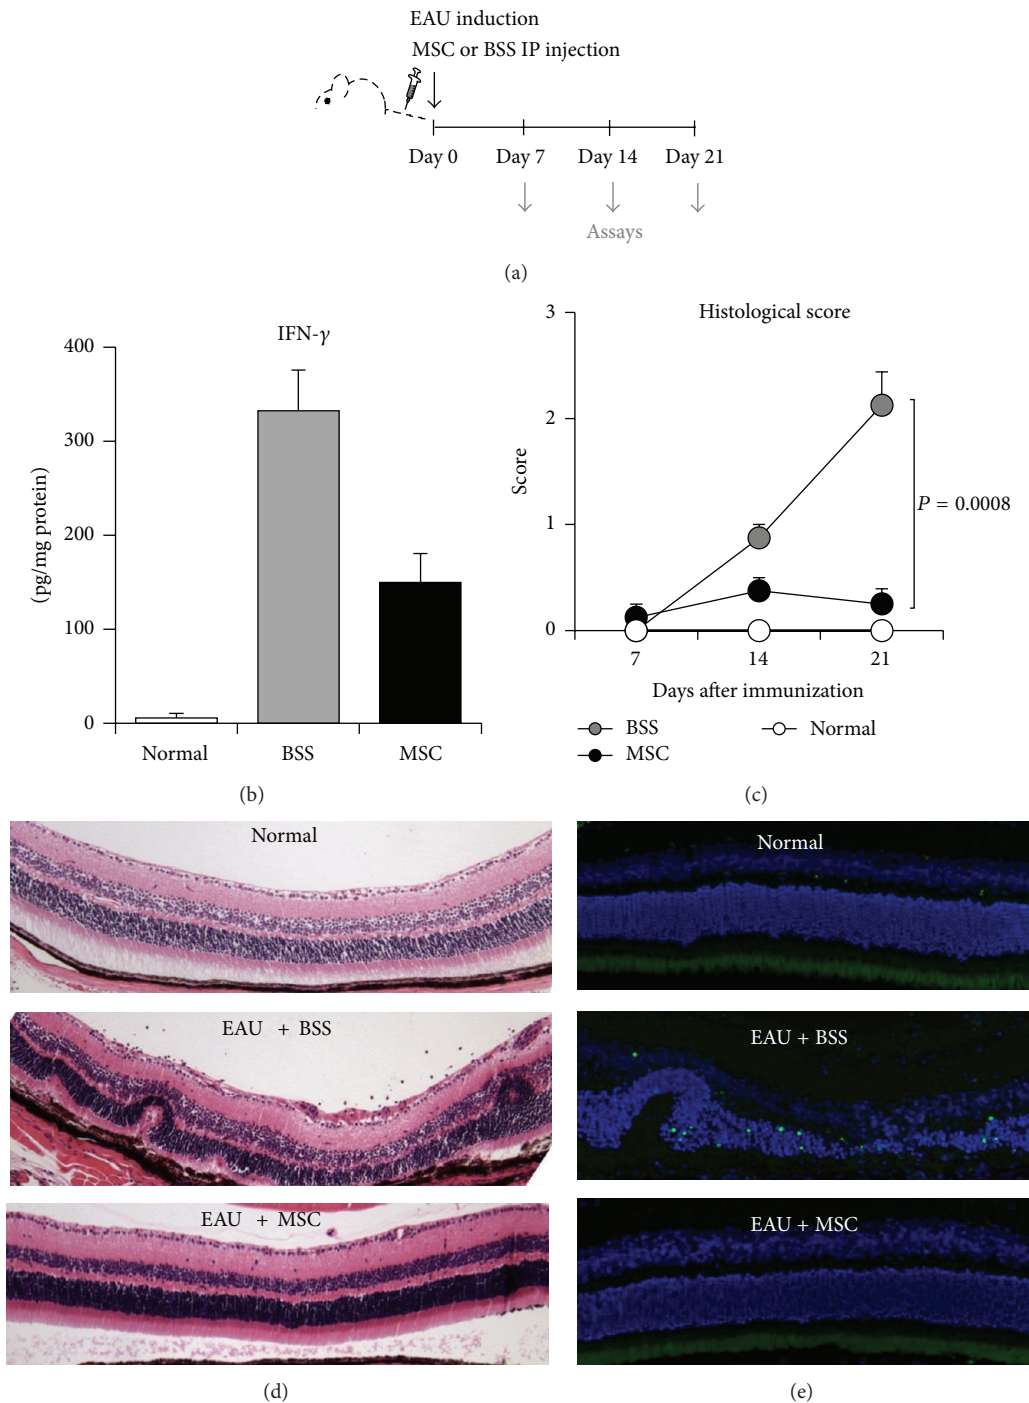 EAU induction
MSC or BSS IP injection
Day 0 Day 7 Day 14 Day 21
Assays
(a)
IFN-γ
(pg/mg protein)
400
300
200
100
0
Normal BSS MSC
(b)
Histological score
Score
3
2
1
0
P = 0.0008
7 14 21
Days after immunization
BSS Normal
MSC
(c)
Normal
EAU + BSS
EAU + MSC
(d)
Normal
EAU + BSS
EAU + MSC
(e)